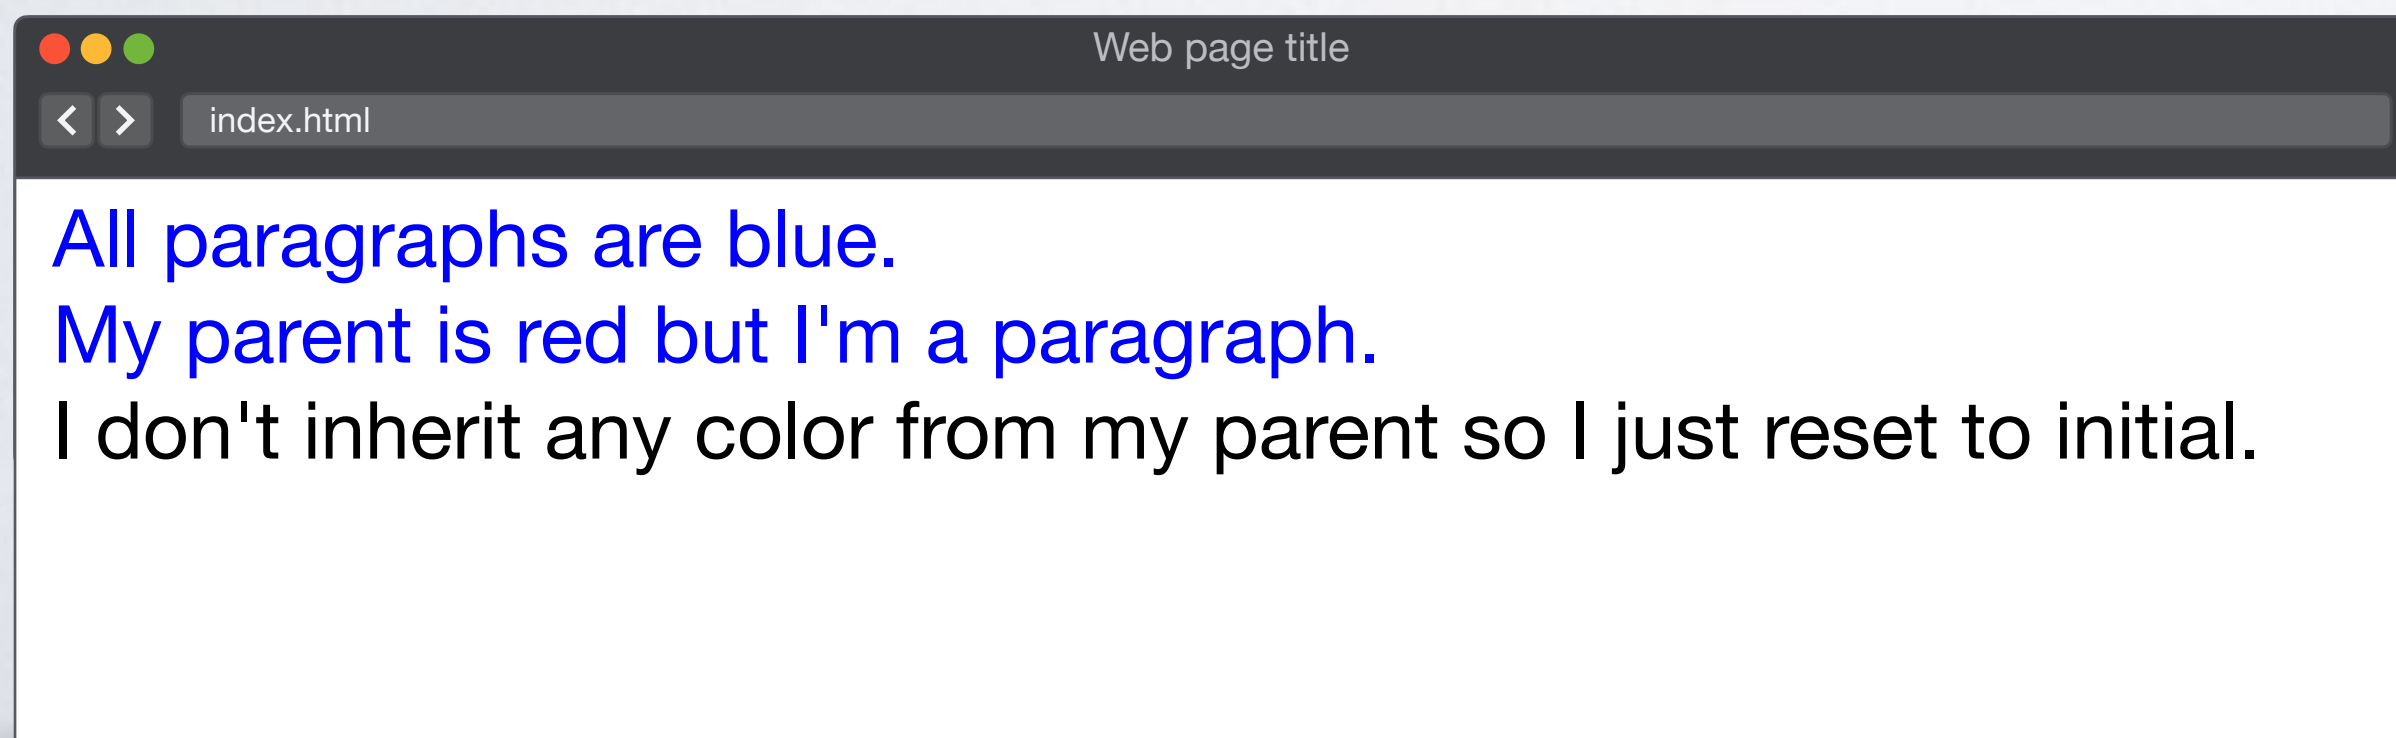 Web page title
index.html
All paragraphs are blue.
My parent is red but I'm a paragraph.
I don't inherit any color from my parent so I just reset to initial.